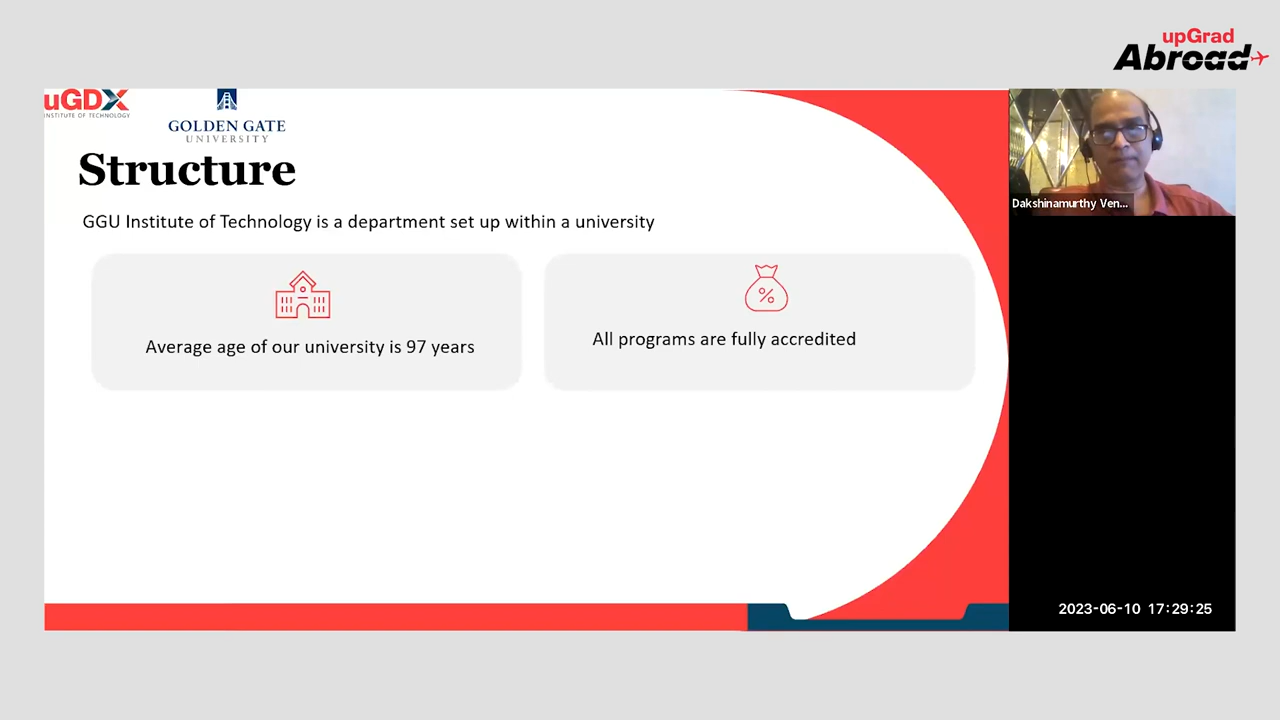 upGrad
Abroad
uGDX
INSTITUTE OF TECHNOLOGY
GOLDEN GATE
UNIVERSITY
Structure
GGU Institute of Technology is a department set up within a university
Average age of our university is 97 years
%
All programs are fully accredited
Dakshinamurthy Ven...
2023-06-10 17:29:25